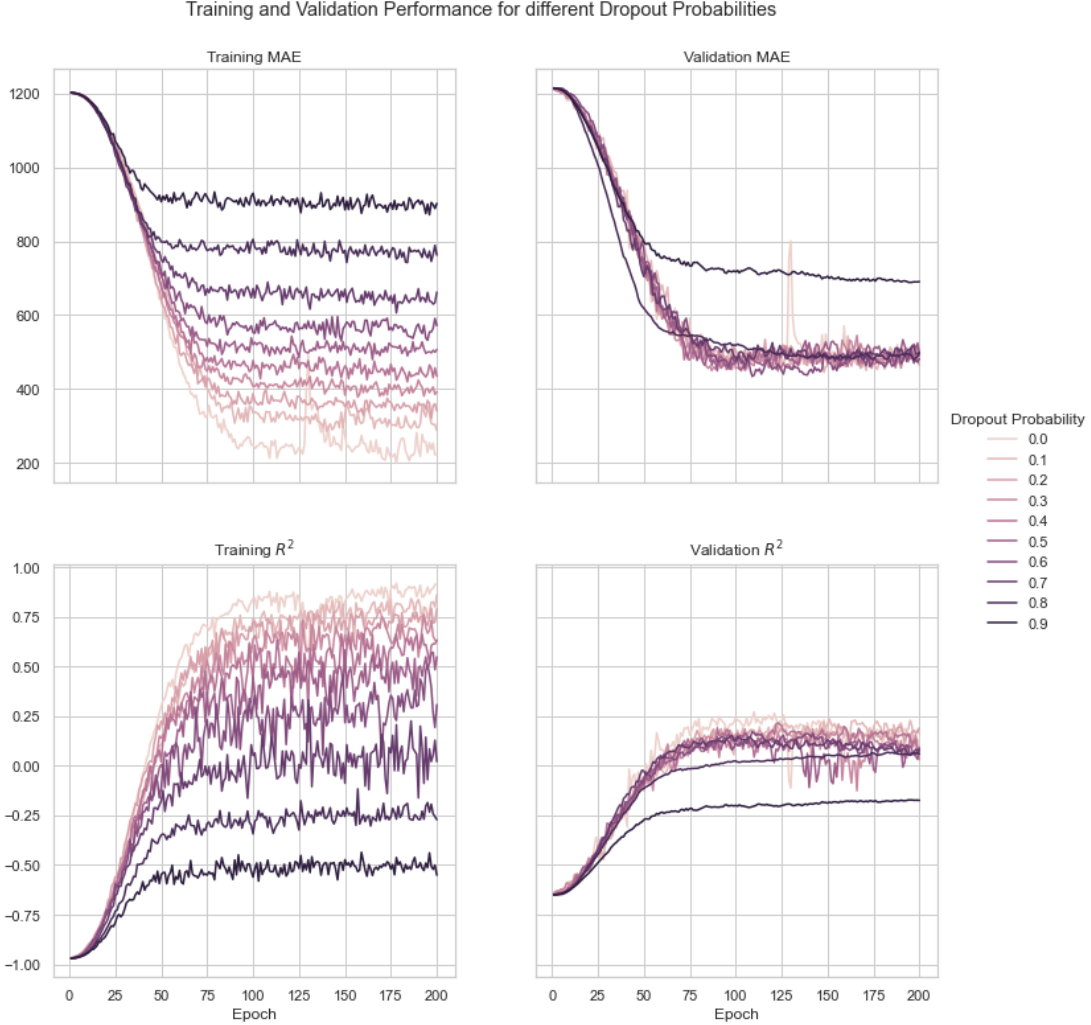 Training and Validation Performance for different Dropout Probabilities
Training MAE
1200
1000
800
600
400
200
Validation MAE
Dropout Probability
0.0
0.1
0.2
0.3
0.4
0.5
0.6
0.7
0.8
0.9
Training R²
1.00
0.75
0.50
0.25
0.00
−0.25
−0.50
−0.75
−1.00
0 25 50 75 100 125 150 175 200
Epoch
Validation R²
0 25 50 75 100 125 150 175 200
Epoch